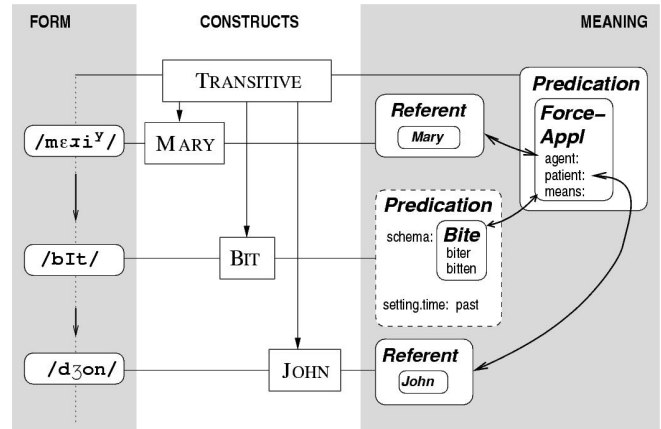 FORM
CONSTRUCTS
MEANING
TRANSITIVE
Predication
Force-
Appl
agent:
patient:
means:
/mɛɹiʸ/
MARY
Referent
Mary
Predication
schema:
Bite
biter
bitten
setting.time: past
/bIt/
BIT
/dʒon/
JOHN
Referent
John